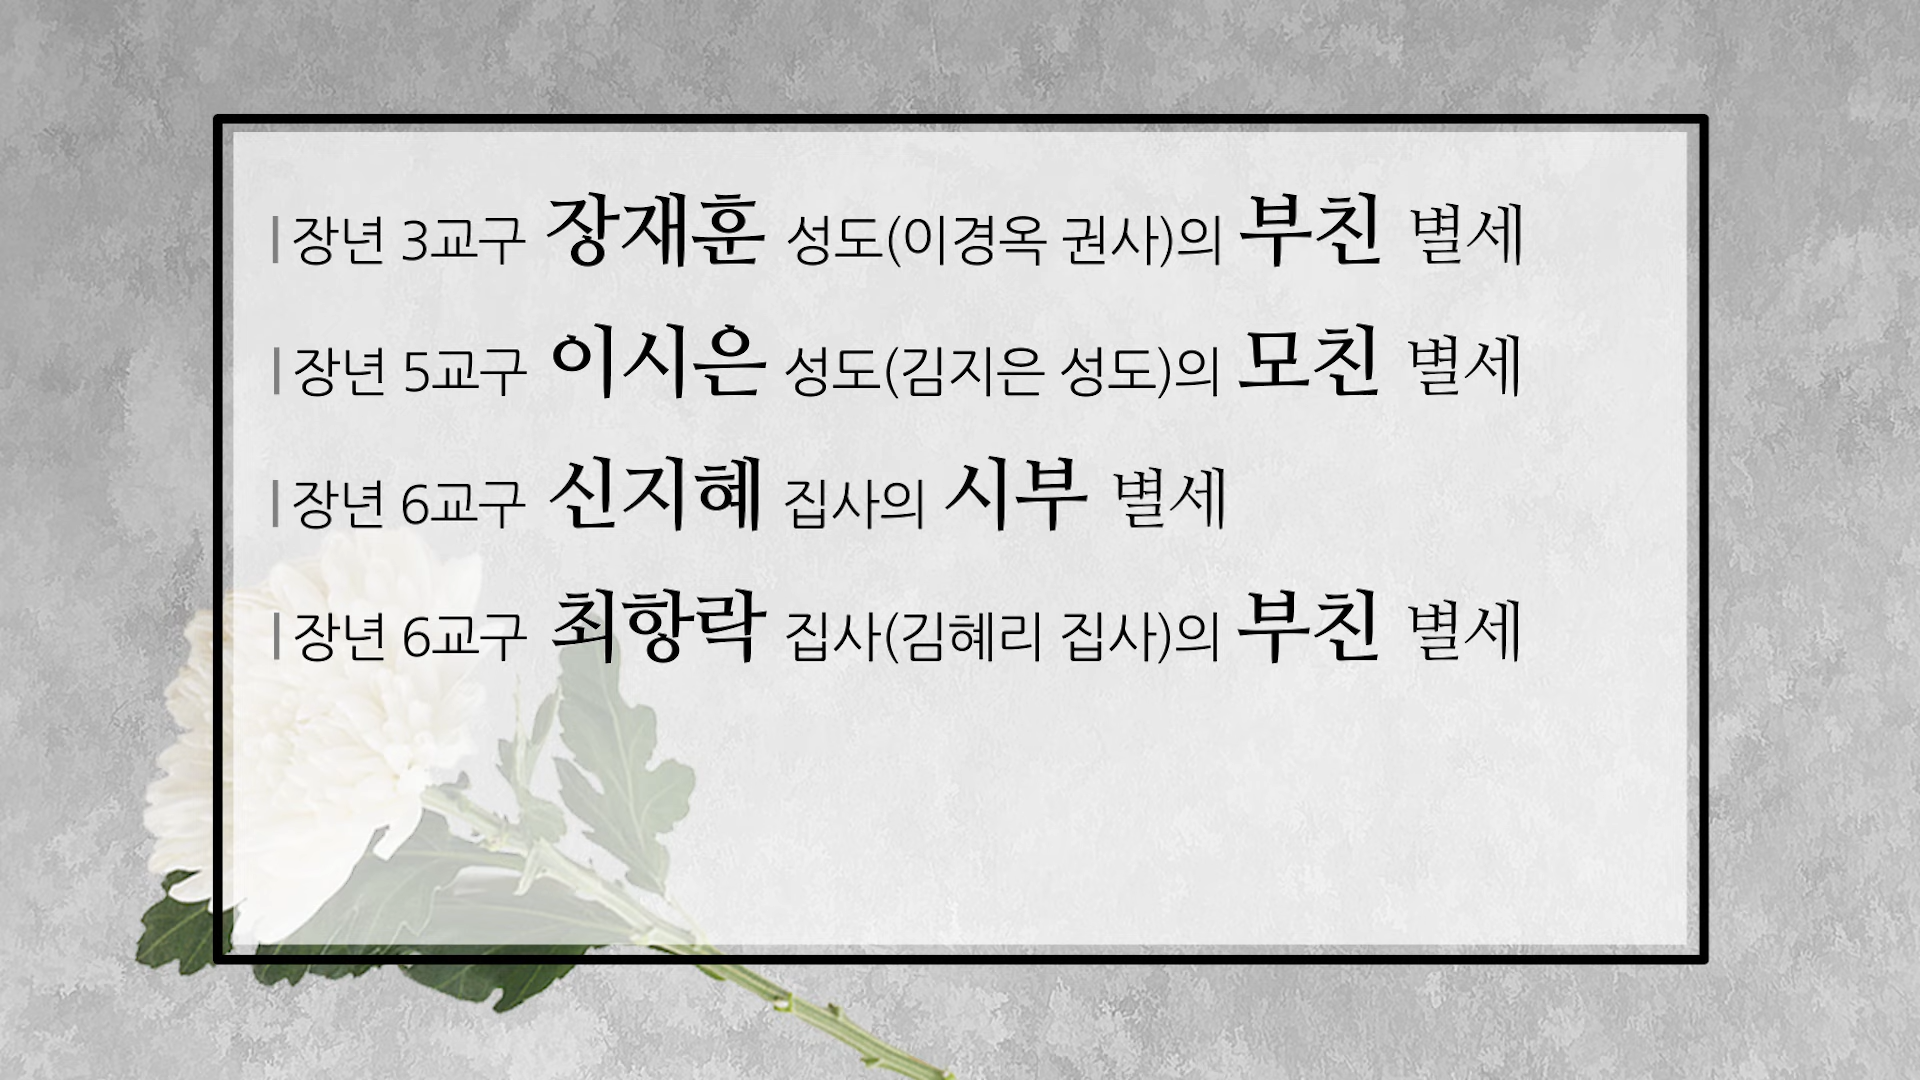 장년 3교구 장재훈 성도(이경옥 권사)의 부친 별세
장년 5교구 이시은 성도(김지은 성도)의 모친 별세
장년 6교구 신지혜 집사의 시부 별세
장년 6교구 최항락 집사(김혜리 집사)의 부친 별세